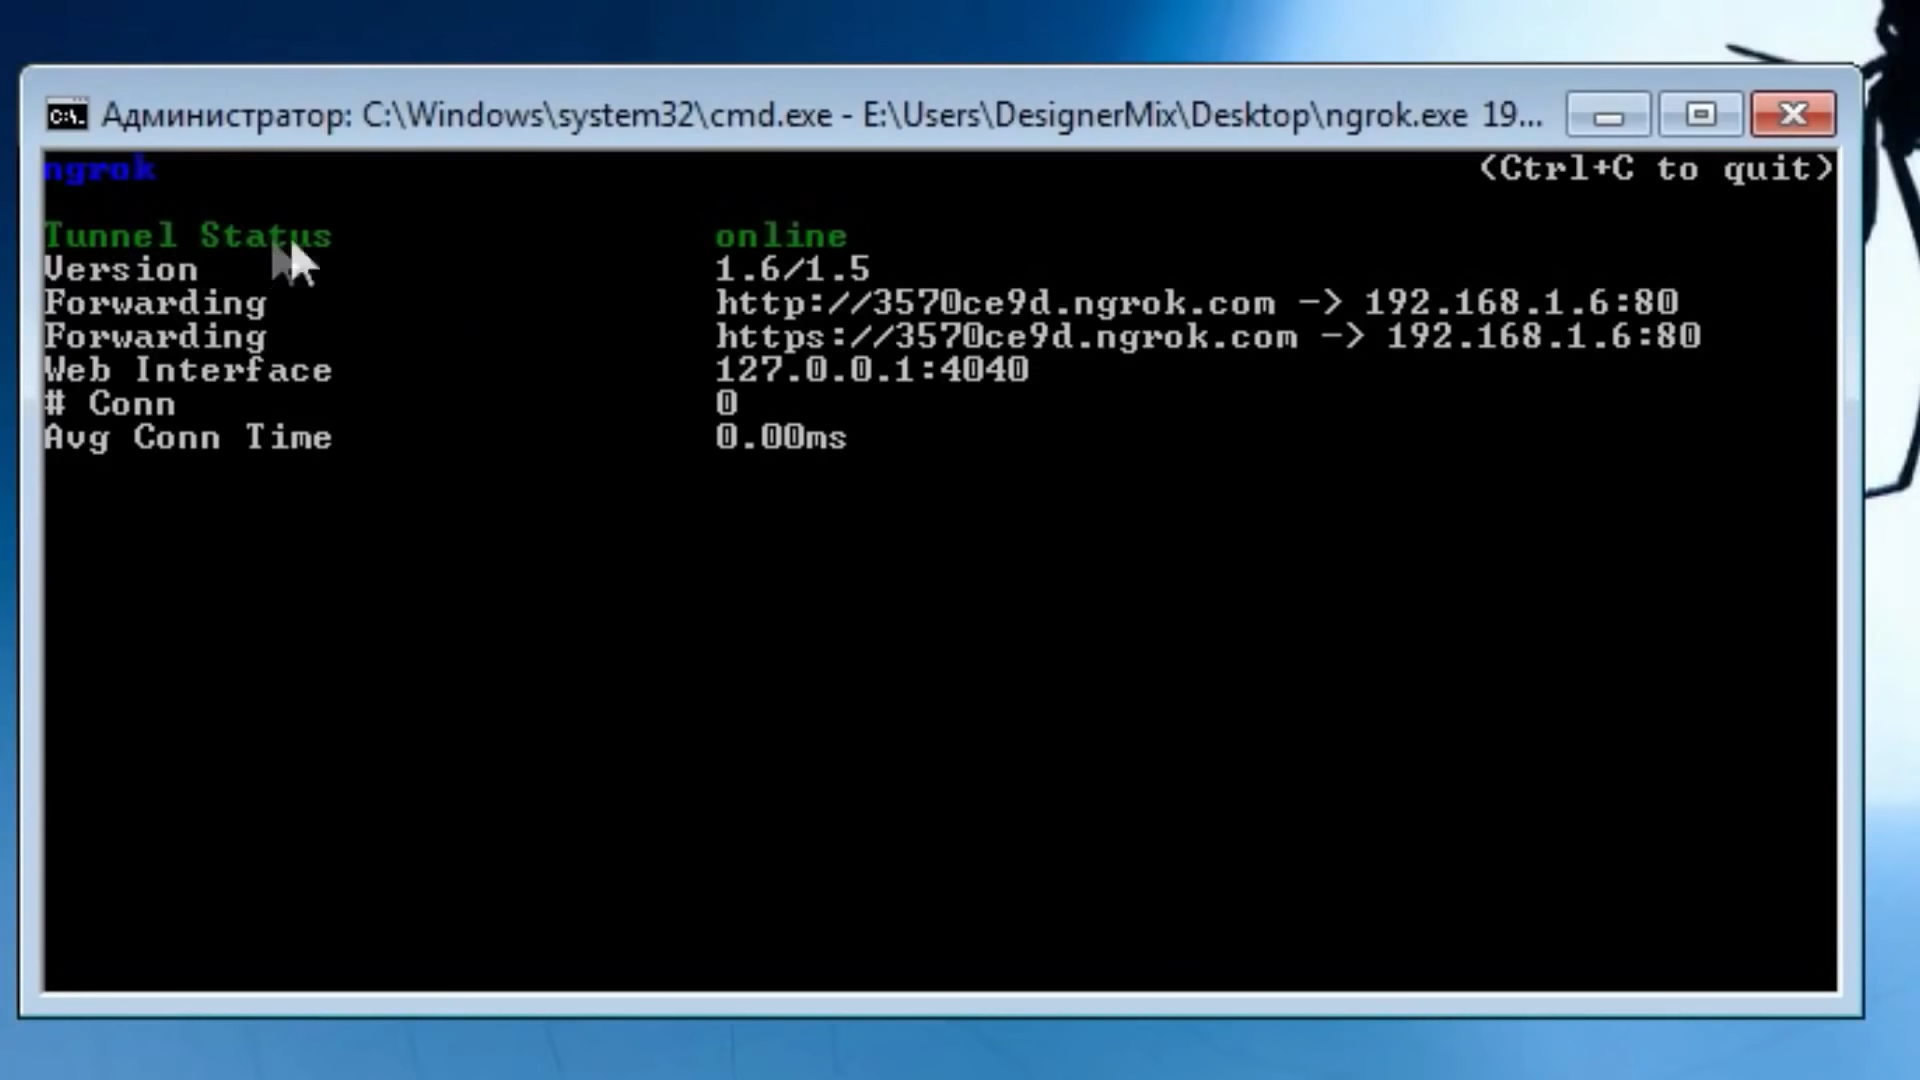 Администратор: C:\Windows\system32\cmd.exe - E:\Users\DesignerMix\Desktop\ngrok.exe 19...
ngrok (Ctrl+C to quit)
Tunnel Status online
Version 1.6/1.5
Forwarding http://3570ce9d.ngrok.com -> 192.168.1.6:80
Forwarding https://3570ce9d.ngrok.com -> 192.168.1.6:80
Web Interface 127.0.0.1:4040
# Conn 0
Avg Conn Time 0.00ms